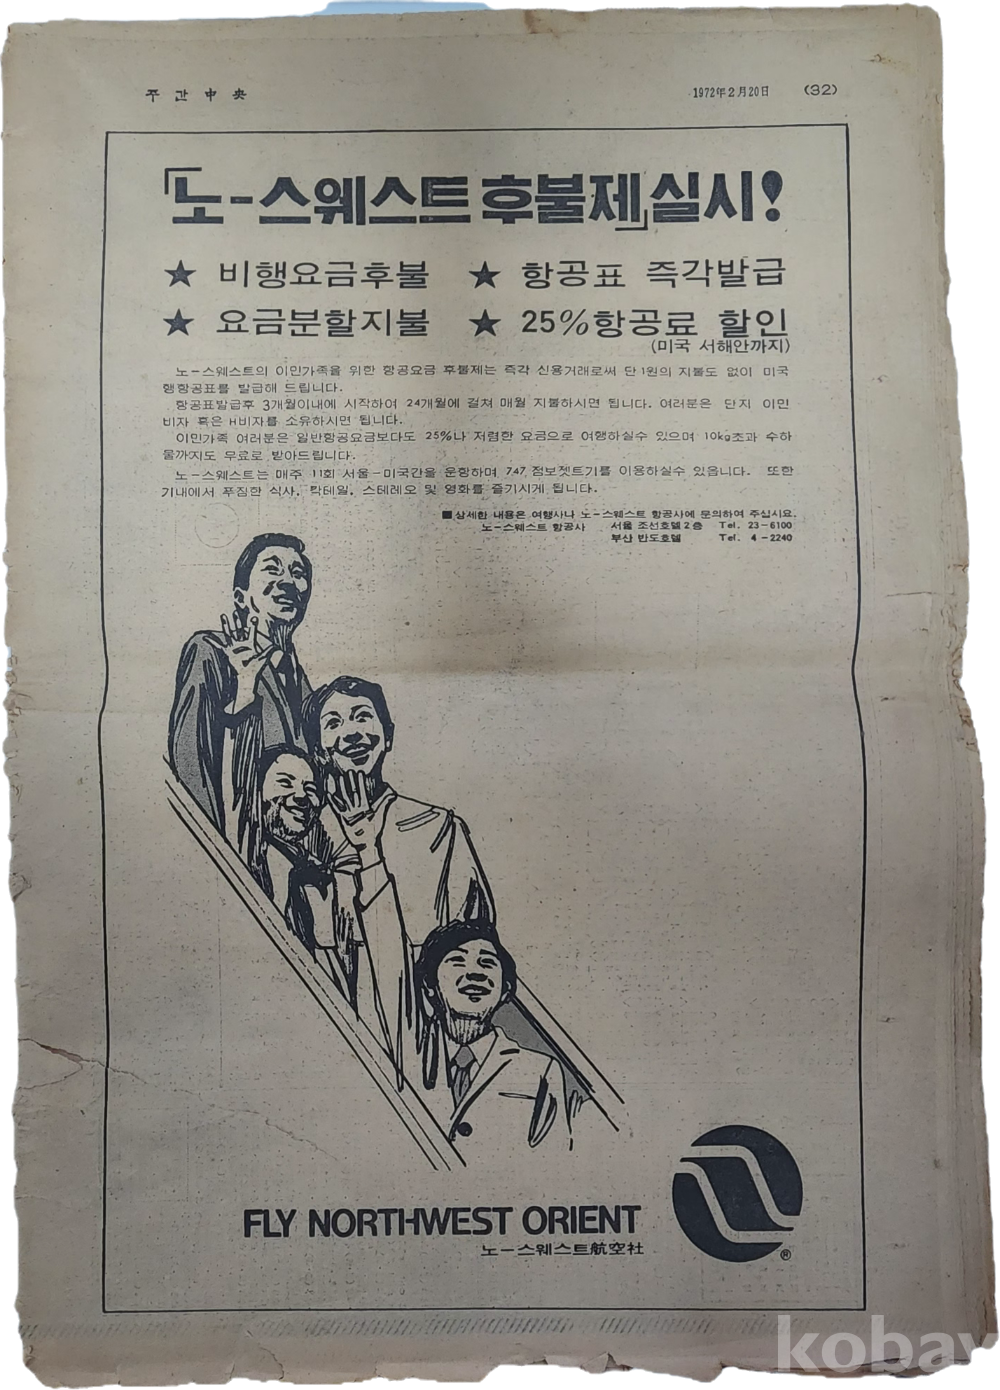 주간中央
1972年2月20日 (32)
「노-스웨스트 후불제」실시!
★ 비행요금후불 ★ 항공표 즉각발급
★ 요금분할지불 ★ 25%항공료 할인
(미국 서해안까지)
노-스웨스트의 이민가족을 위한 항공요금 후불제는 즉각 신용거래로써 단 1원의 지불도 없이 미국
행항공표를 발급해 드립니다.
항공표발급후 3개월이내에 시작하여 24개월에 걸쳐 매월 지불하시면 됩니다. 여러분은 단지 이민
비자 혹은 H비자를 소유하시면 됩니다.
이민가족 여러분은 일반항공요금보다도 25%나 저렴한 요금으로 여행하실수 있으며 10kg초과 수하
물까지도 무료로 받아드립니다.
노-스웨스트는 매주 11회 서울-미국간을 운항하며 747 점보젯트기를 이용하실수 있읍니다. 또한
기내에서 푸짐한 식사, 칵테일, 스테레오 및 영화를 즐기시게 됩니다.
■상세한 내용은 여행사나 노-스웨스트 항공사에 문의하여 주십시요.
노-스웨스트 항공사 서울 조선호텔 2층 Tel. 23-6100
부산 반도호텔 Tel. 4-2240
FLY NORTHWEST ORIENT
노-스웨스트航空社
®
kobay